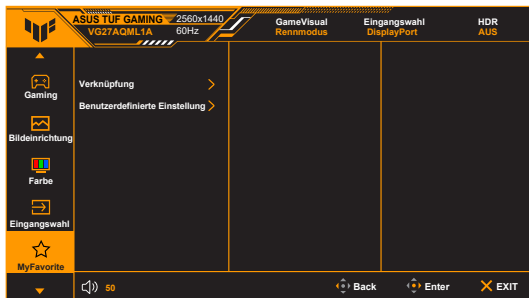 ASUS TUF GAMING 2560x1440
VG27AQML1A 60Hz
GameVisual
Rennmodus
Eingangswahl
DisplayPort
HDR
AUS
Gaming
Bildeinrichtung
Farbe
Eingangswahl
MyFavorite
Verknüpfung
Benutzerdefinierte Einstellung
50
Back
Enter
EXIT